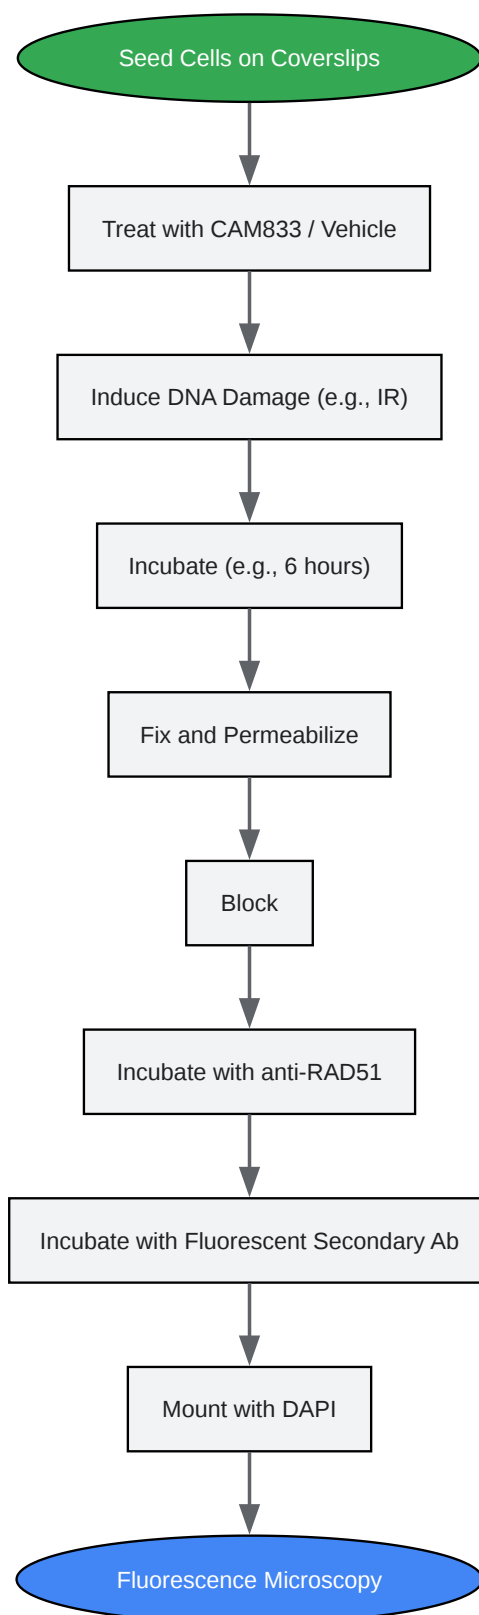 Seed Cells on Coverslips
Treat with CAM833 / Vehicle
Induce DNA Damage (e.g., IR)
Incubate (e.g., 6 hours)
Fix and Permeabilize
Block
Incubate with anti-RAD51
Incubate with Fluorescent Secondary Ab
Mount with DAPI
Fluorescence Microscopy